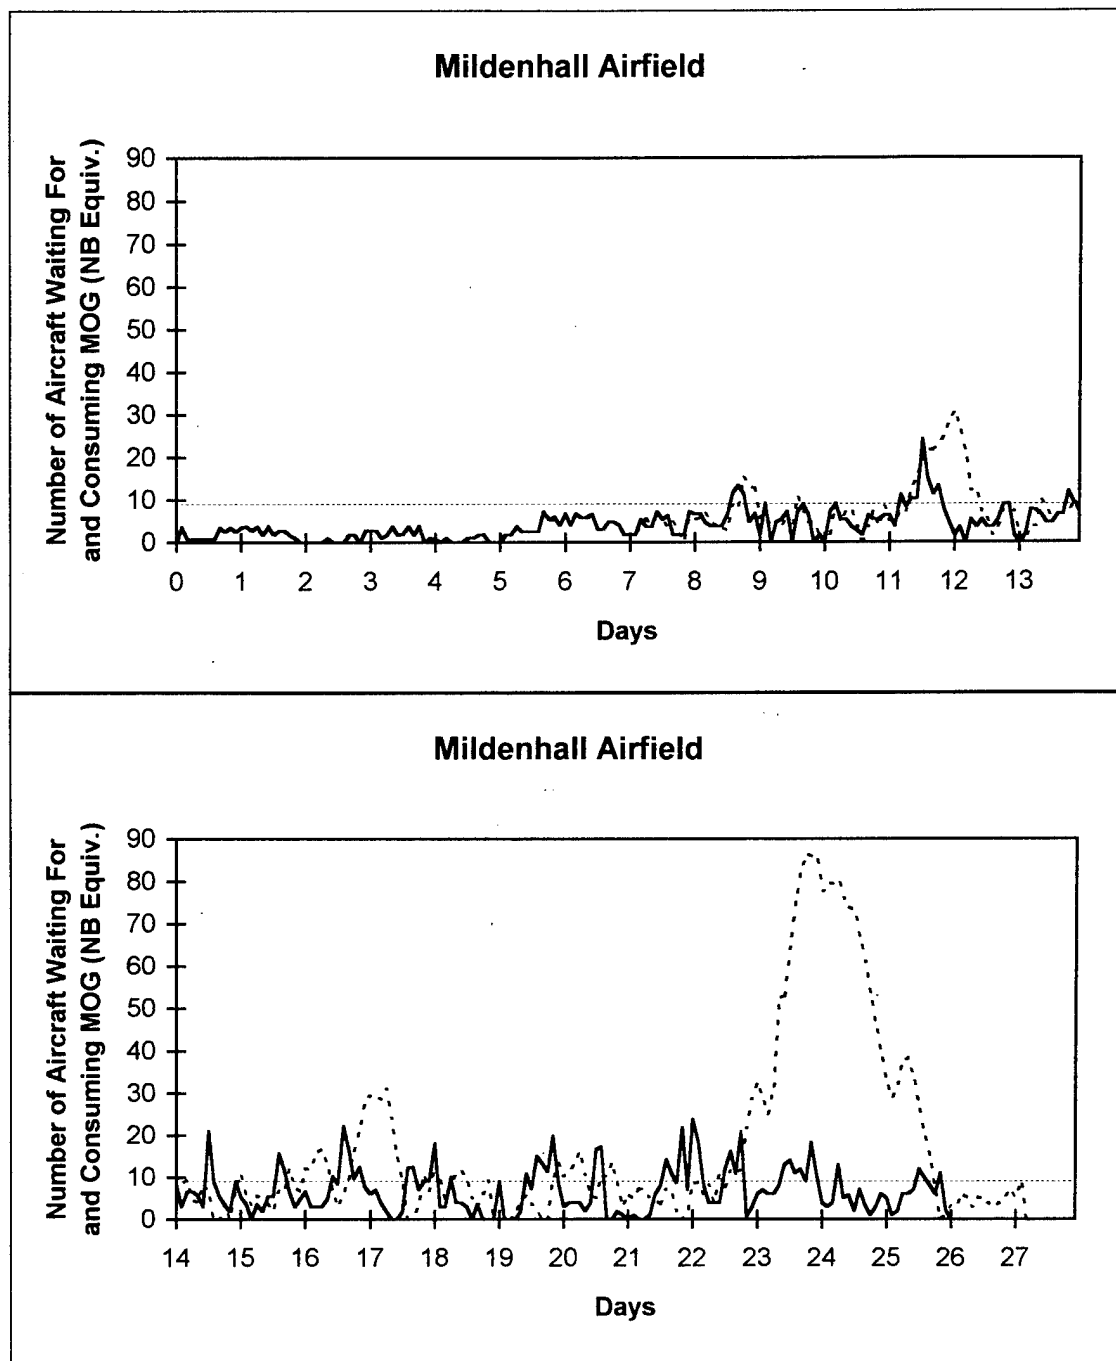 Mildenhall Airfield
Number of Aircraft Waiting For
and Consuming MOG (NB Equiv.)
90
80
70
60
50
40
30
20
10
0
0 1 2 3 4 5 6 7 8 9 10 11 12 13
Days
Mildenhall Airfield
Number of Aircraft Waiting For
and Consuming MOG (NB Equiv.)
90
80
70
60
50
40
30
20
10
0
14 15 16 17 18 19 20 21 22 23 24 25 26 27
Days